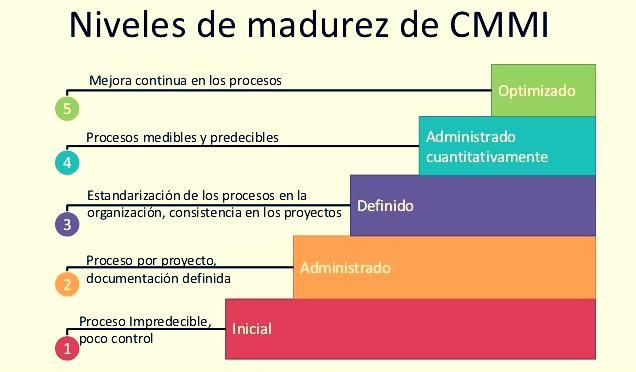 Niveles de madurez de CMMI
Mejora continua en los procesos
5
Optimizado
Procesos medibles y predecibles
4
Administrado
cuantitativamente
Estandarización de los procesos en la
organización, consistencia en los proyectos
3
Definido
Proceso por proyecto,
documentación definida
2
Administrado
Proceso Impredecible,
poco control
1
Inicial